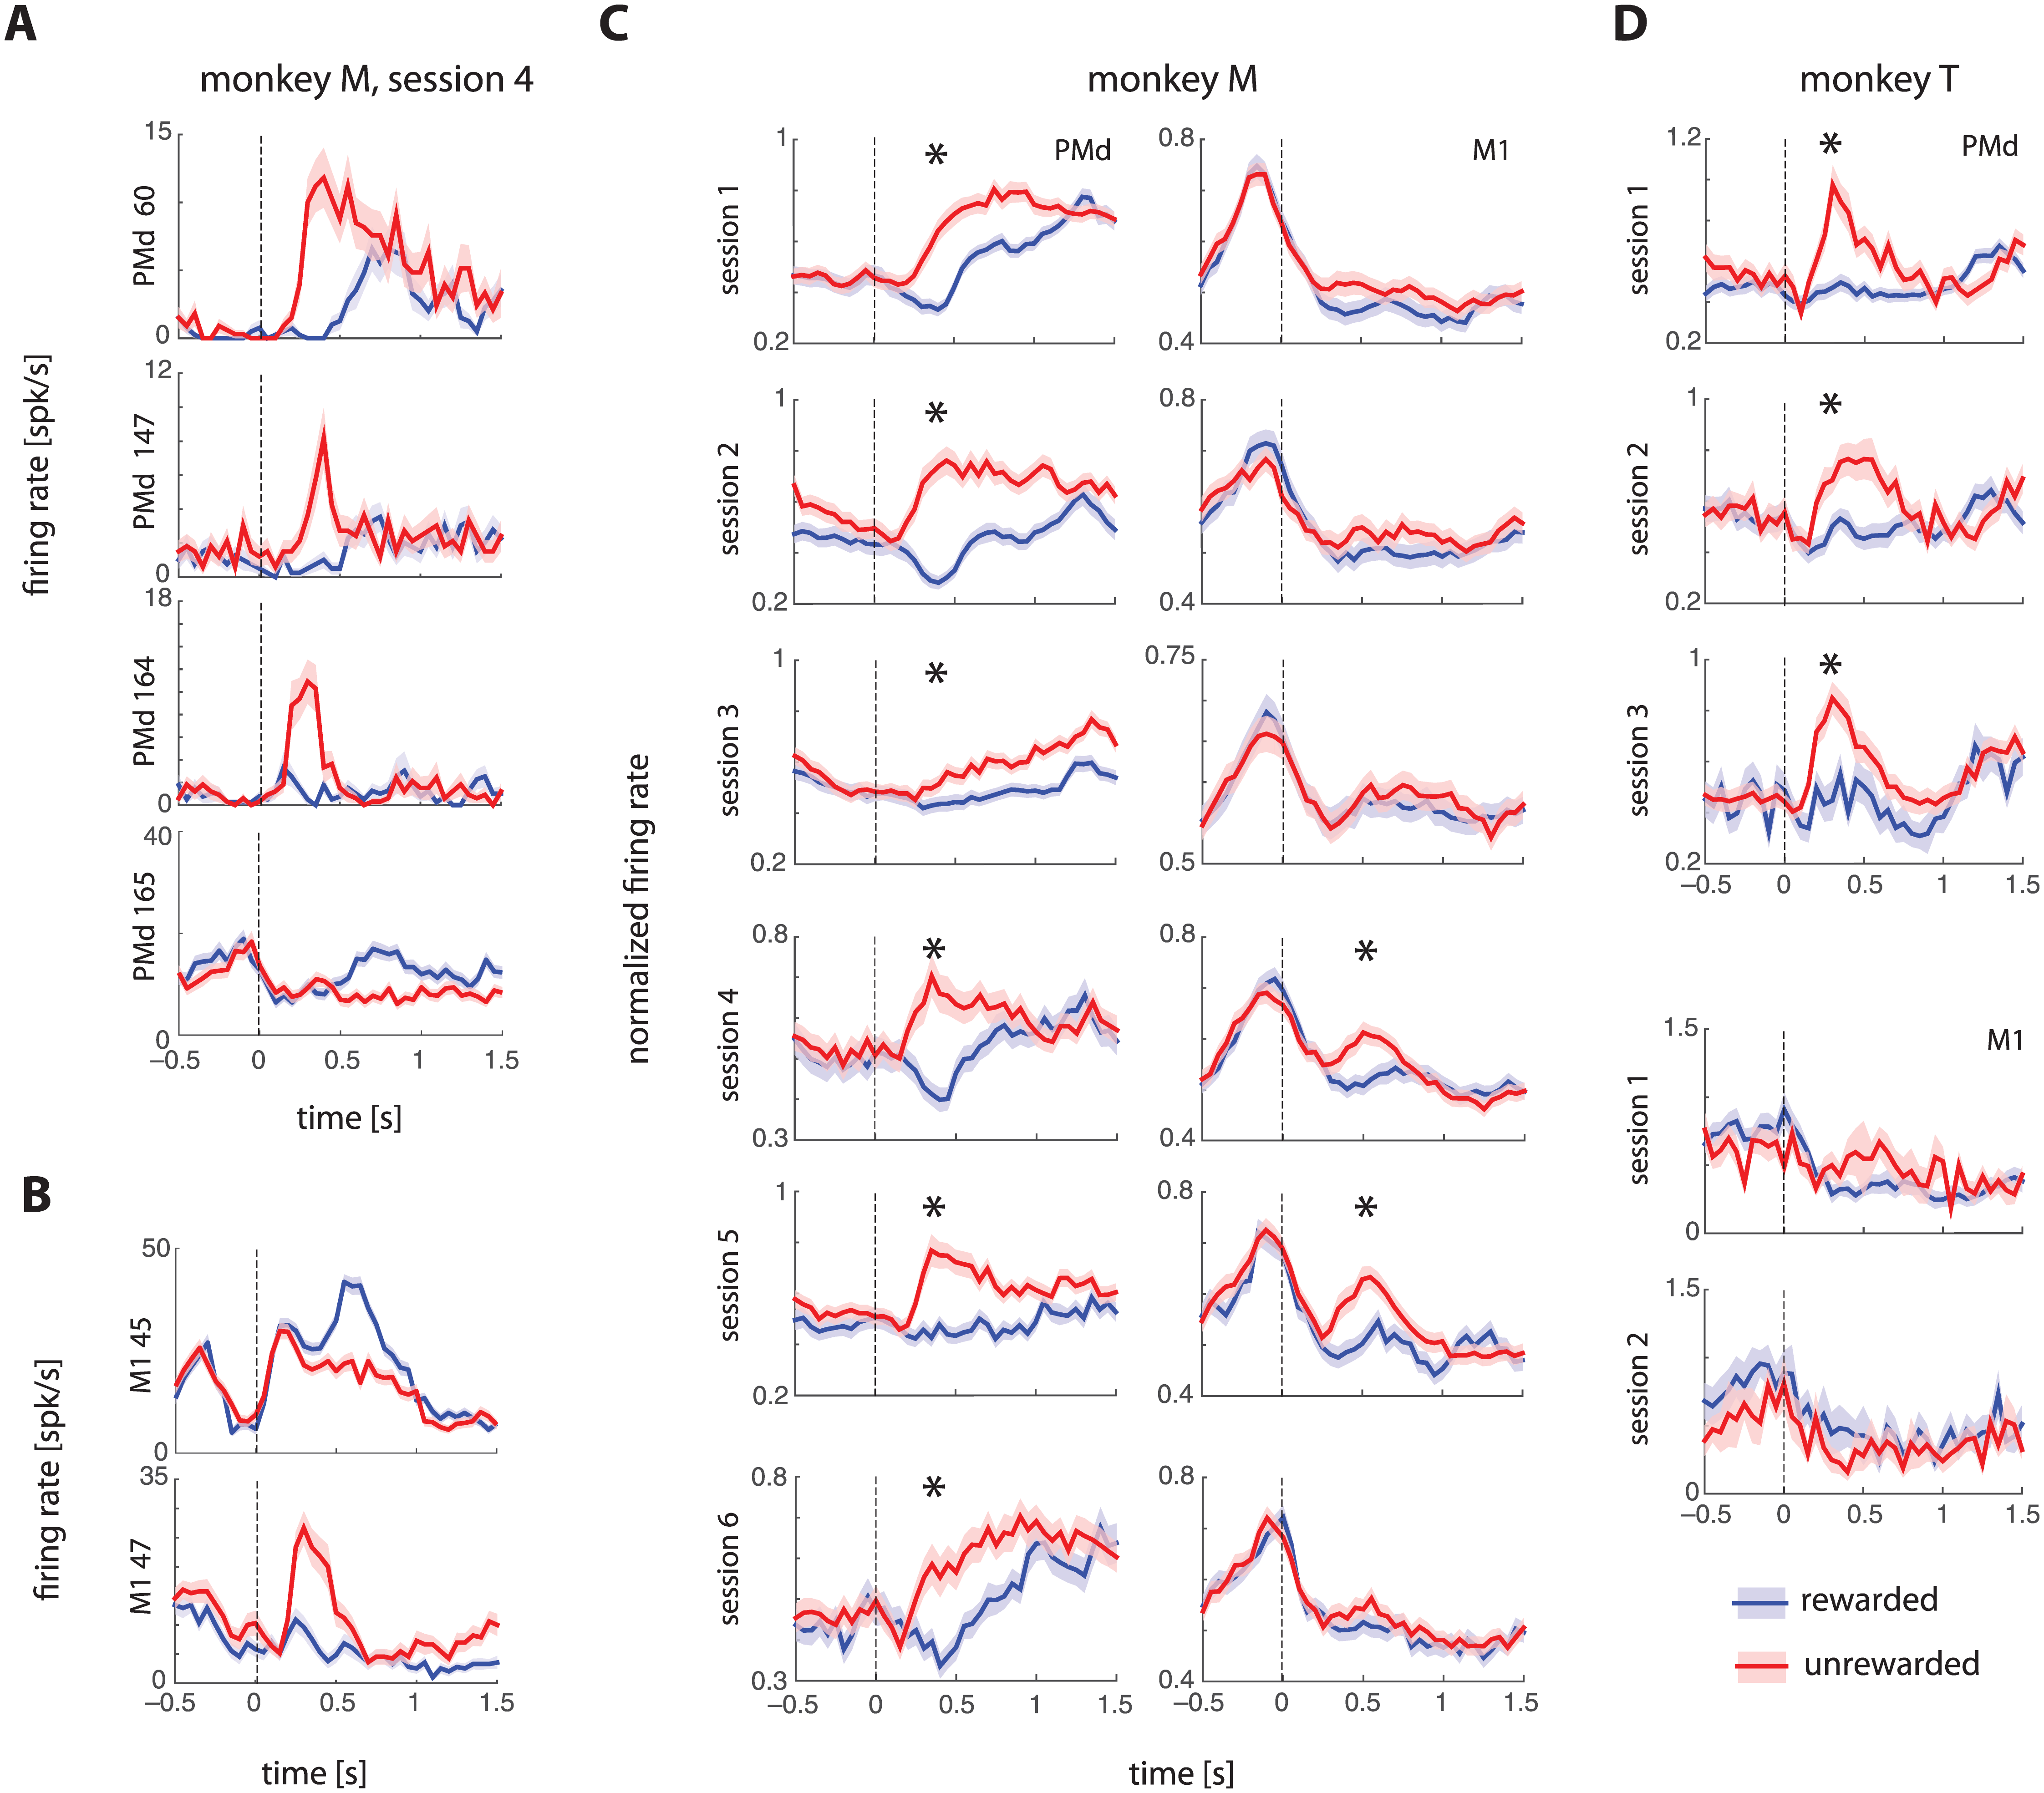 A
monkey M, session 4
firing rate [spk/s]
PMd 60
15
0
PMd 147
12
0
PMd 164
18
0
PMd 165
40
0
−0.5 0 0.5 1 1.5
time [s]
B
firing rate [spk/s]
M1 45
50
0
M1 47
35
0
−0.5 0 0.5 1 1.5
time [s]
C
monkey M
normalized firing rate
session 1
1
0.2
*
PMd
0.8
0.4
M1
session 2
1
0.2
*
0.8
0.4
session 3
1
0.2
*
0.75
0.5
session 4
0.8
0.3
*
0.8
0.4
*
session 5
1
0.2
*
0.8
0.4
*
session 6
0.8
0.3
*
0.8
0.4
−0.5 0 0.5 1 1.5
−0.5 0 0.5 1 1.5
time [s]
D
monkey T
session 1
1.2
0.2
*
PMd
session 2
1
0.2
*
session 3
1
0.2
*
−0.5 0 0.5 1 1.5
session 1
1.5
0
M1
session 2
1.5
0
−0.5 0 0.5 1 1.5
rewarded
unrewarded